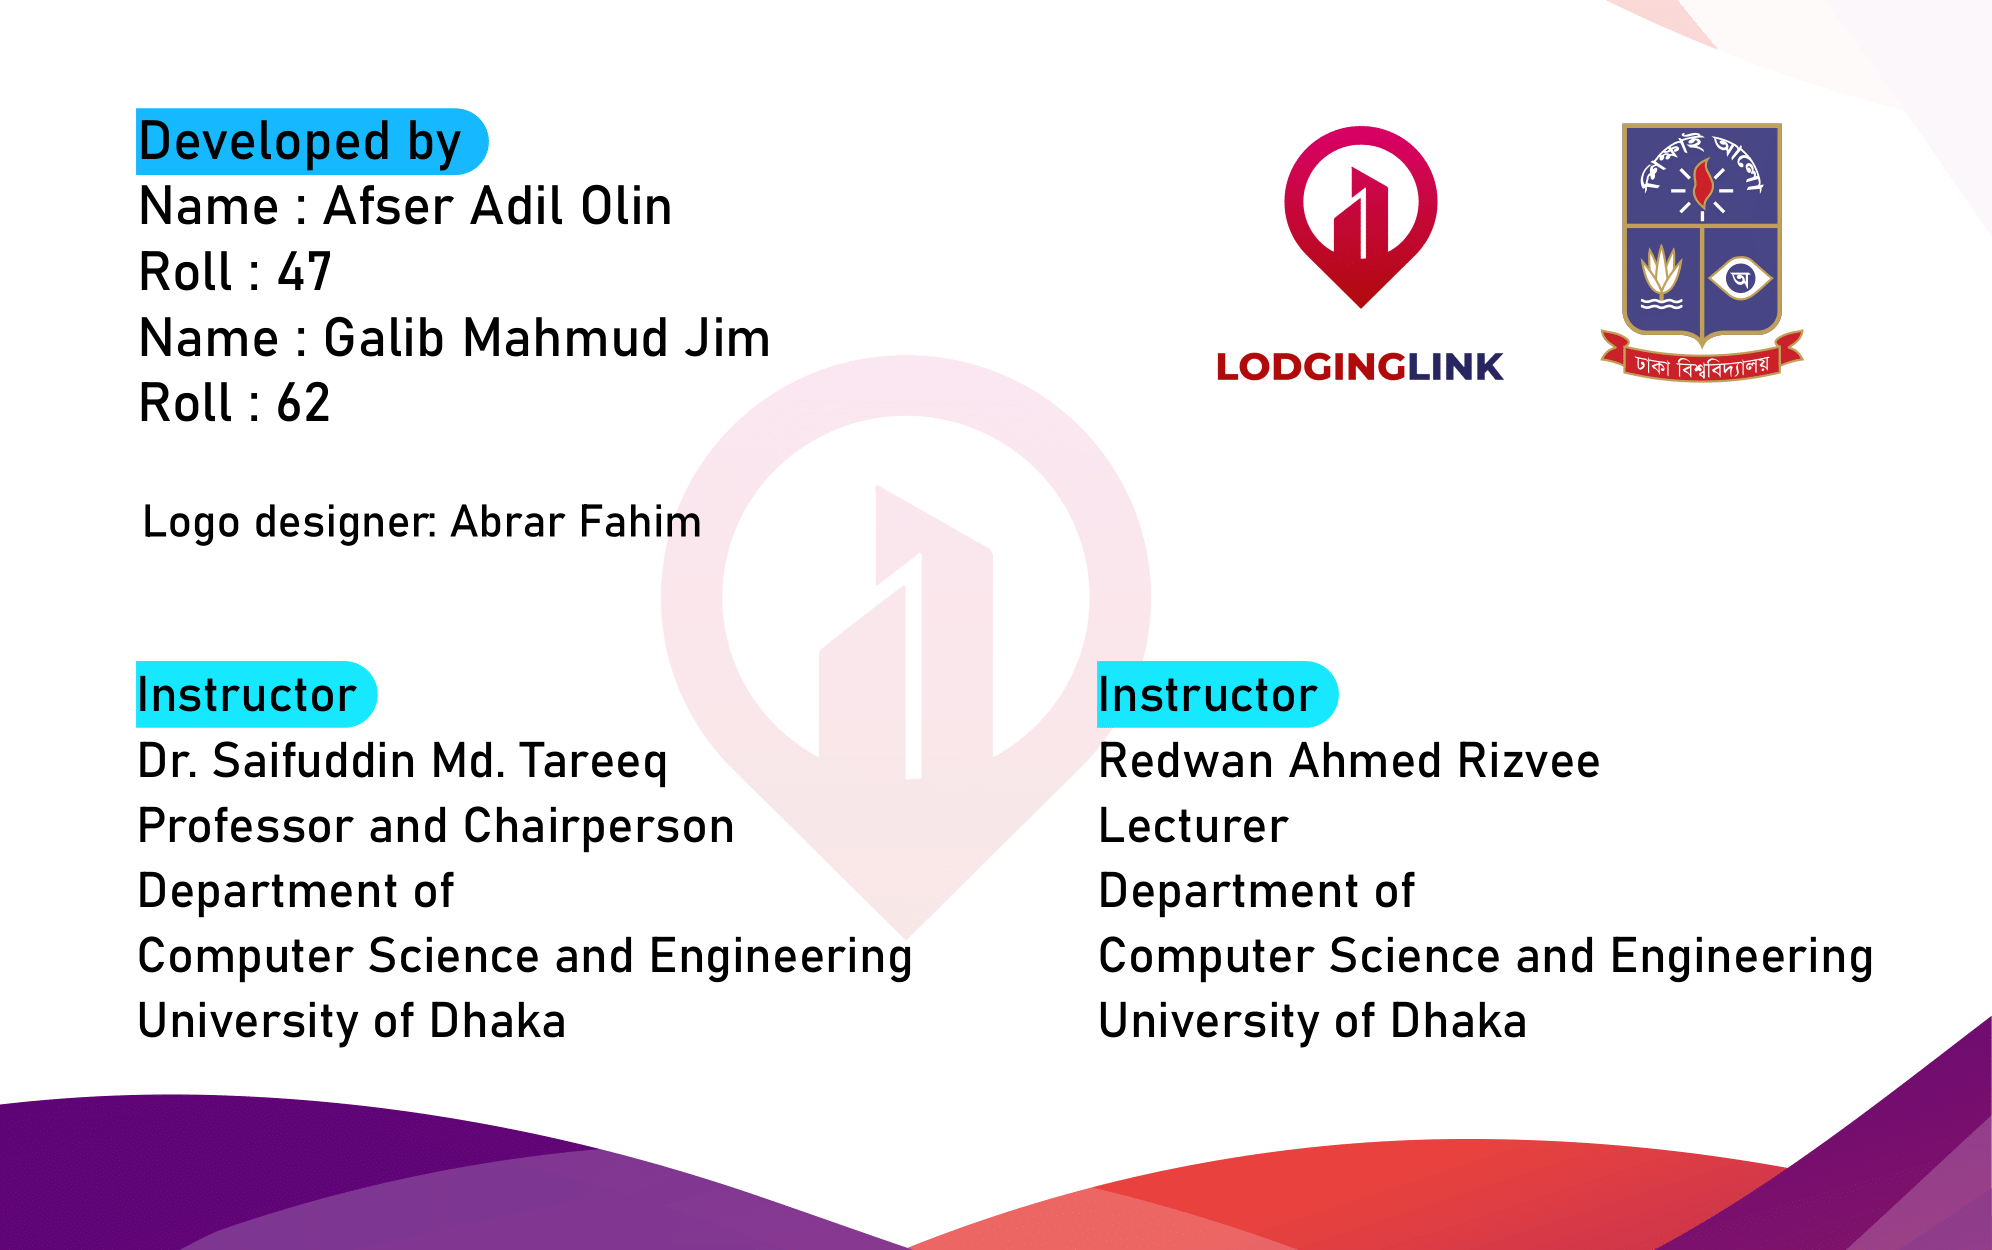 Developed by
Name : Afser Adil Olin
Roll : 47
Name : Galib Mahmud Jim
Roll : 62
Logo designer: Abrar Fahim
LODGINGLINK
শিক্ষাই আলো
অ
ঢাকা বিশ্ববিদ্যালয়
Instructor
Dr. Saifuddin Md. Tareeq
Professor and Chairperson
Department of
Computer Science and Engineering
University of Dhaka
Instructor
Redwan Ahmed Rizvee
Lecturer
Department of
Computer Science and Engineering
University of Dhaka